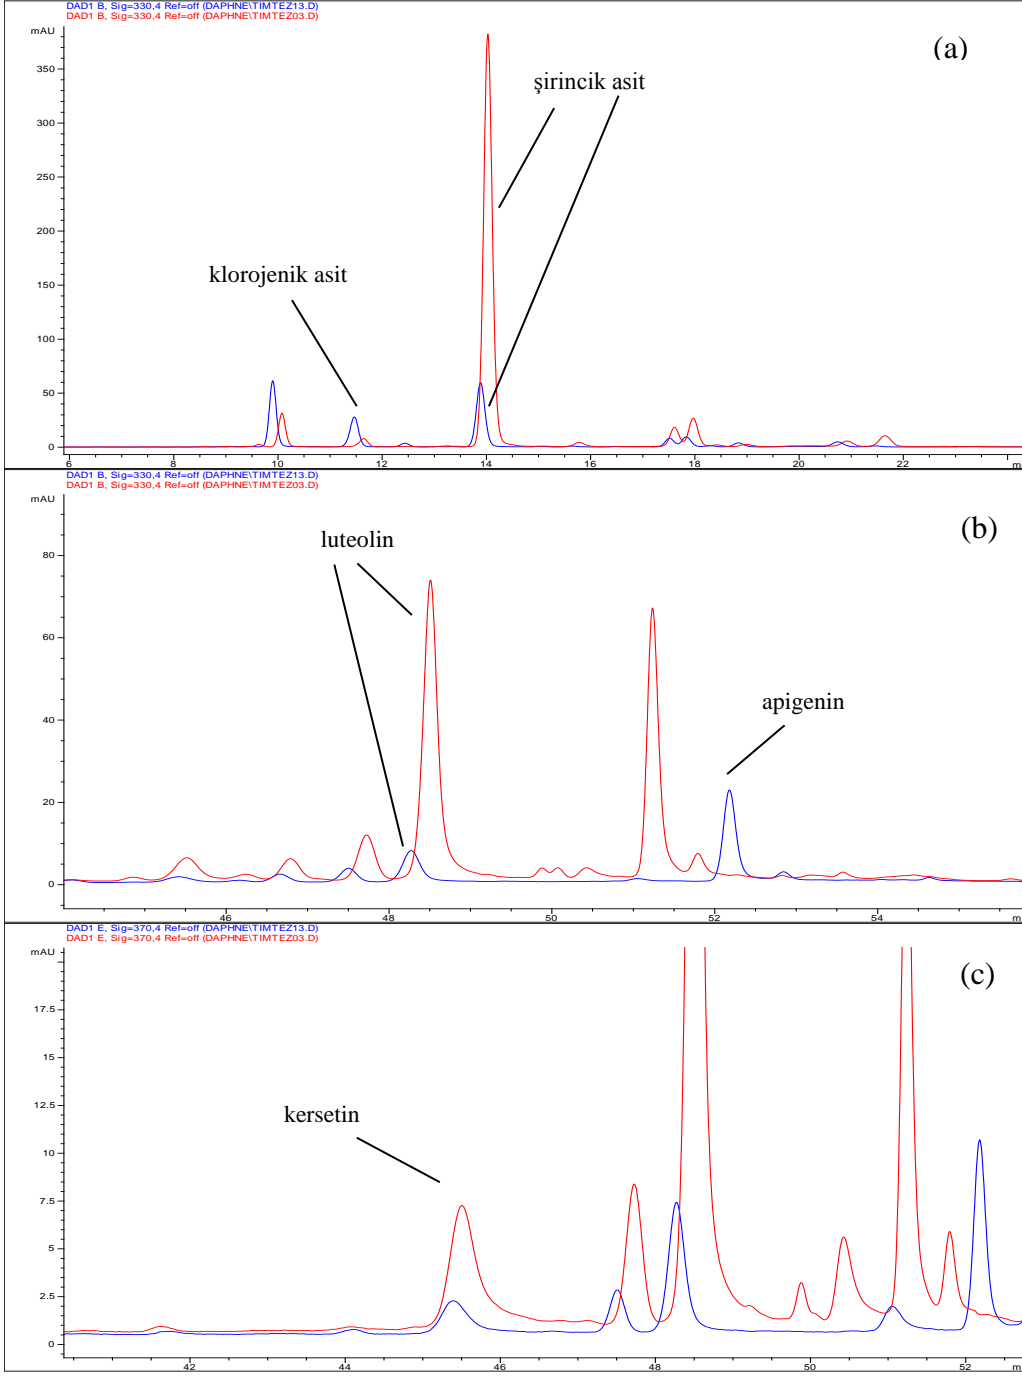 DAD1 B, Sig=330,4 Ref=off (DAPHNE\TIMTEZ13.D)
DAD1 B, Sig=330,4 Ref=off (DAPHNE\TIMTEZ03.D)
mAU
(a)
350
şirincik asit
300
250
200
klorojenik asit
150
100
50
0
6 8 10 12 14 16 18 20 22 m
DAD1 B, Sig=330,4 Ref=off (DAPHNE\TIMTEZ13.D)
DAD1 B, Sig=330,4 Ref=off (DAPHNE\TIMTEZ03.D)
mAU
(b)
luteolin
80
60
apigenin
40
20
0
46 48 50 52 54
DAD1 E, Sig=370,4 Ref=off (DAPHNE\TIMTEZ13.D)
DAD1 E, Sig=370,4 Ref=off (DAPHNE\TIMTEZ03.D)
mAU
(c)
17.5
15
12.5
kersetin
10
7.5
5
2.5
0
42 44 46 48 50 52 m